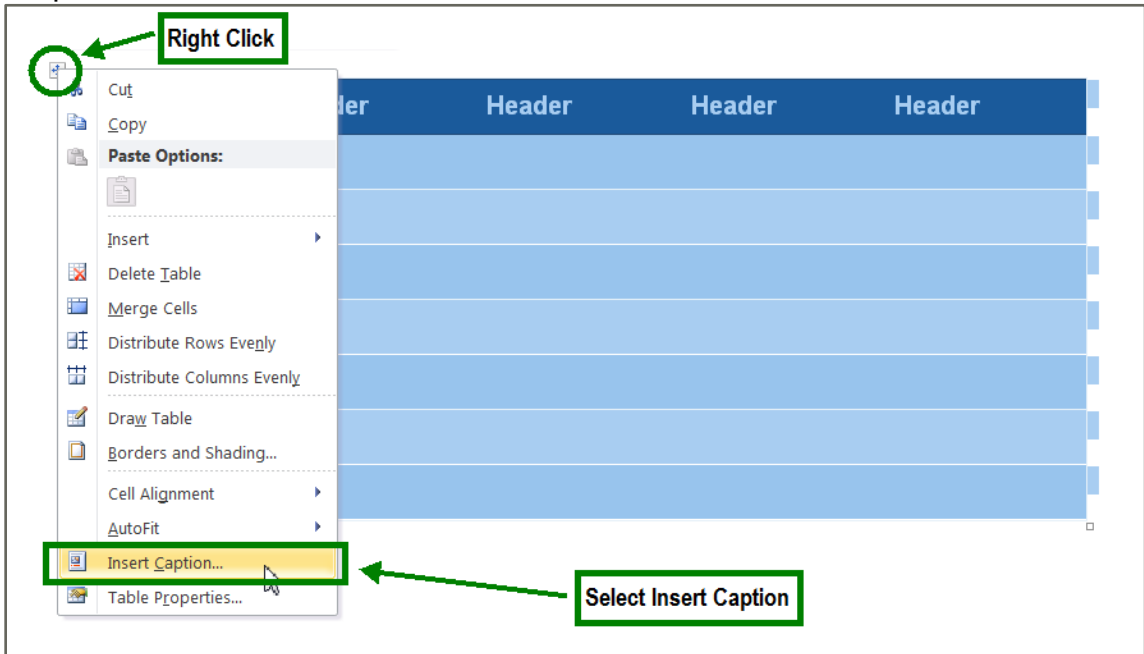 Right Click
Cut
der Header Header Header
Copy
Paste Options:
Insert
Delete Table
Merge Cells
Distribute Rows Evenly
Distribute Columns Evenly
Draw Table
Borders and Shading...
Cell Alignment
AutoFit
Insert Caption...
Table Properties...
Select Insert Caption